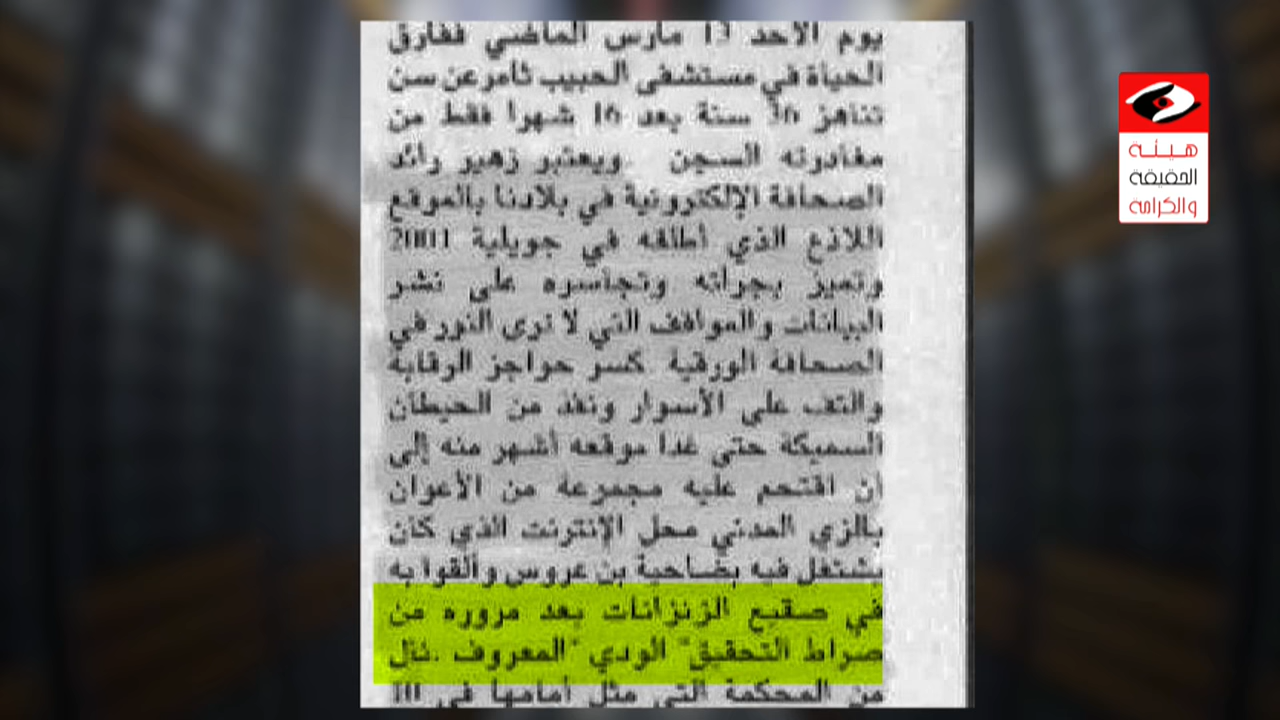 يوم الأحد 13 مارس الماضي ففارق
الحياة في مستشفى الحبيب ثامر عن سن
تناهز 36 سنة بعد 16 شهرا فقط من
مغادرته السجن . ويعتبر زهير رائد
الصحافة الإلكترونية في بلادنا بالموقع
اللاذع الذي أطلقه في جويلية 2001
وتميز بجرأته وتجاسره على نشر
البيانات والمواقف التي لا ترى النور في
الصحافة الورقية كسر حواجز الرقابة
والتف على الأسوار ونفذ من الحيطان
السميكة حتى غدا موقعه أشهر منه إلى
أن اقتحم عليه مجموعة من الأعوان
بالزي المدني محل الإنترنت الذي كان
يشتغل فيه بضاحية بن عروس وألقوا به
في صقيع الزنزانات بعد مروره من
صراط التحقيق" الودي "المعروف .نال
من المحكمة التي مثل أمامها في
هيئة
الحقيقة
والكرامة